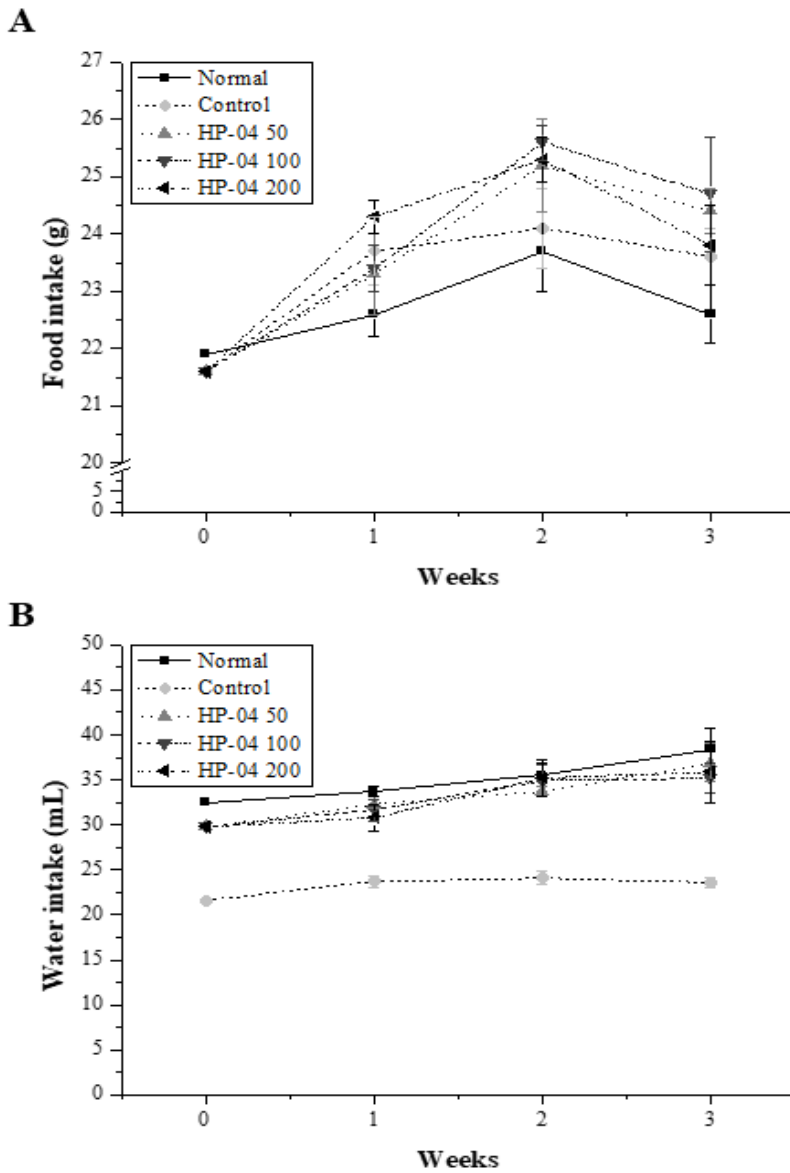 A
Normal
Control
HP-04 50
HP-04 100
HP-04 200
27
26
25
24
23
22
21
20
5
0
Food intake (g)
0 1 2 3
Weeks
B
Normal
Control
HP-04 50
HP-04 100
HP-04 200
50
45
40
35
30
25
20
15
10
5
0
Water intake (mL)
0 1 2 3
Weeks